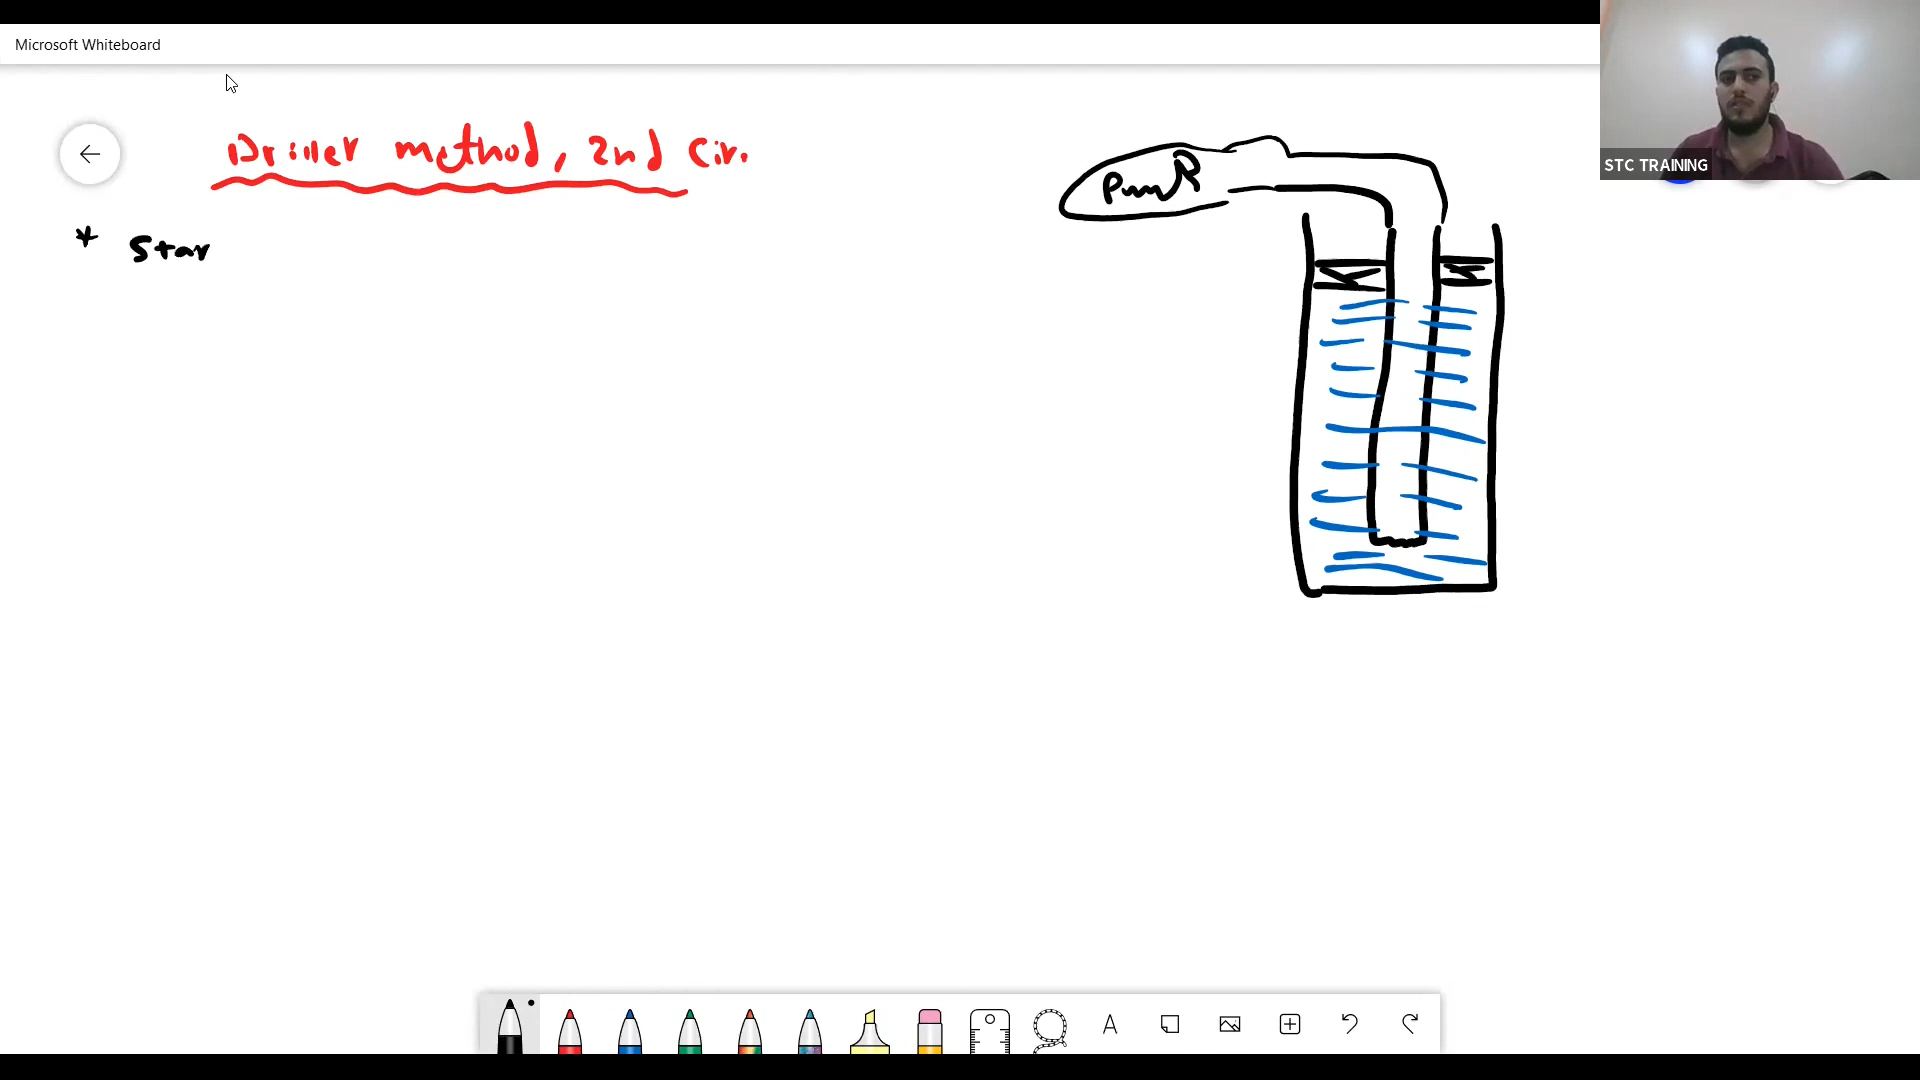 Microsoft Whiteboard
STC TRAINING
Driller method, 2nd Cir.
* Star
Pump